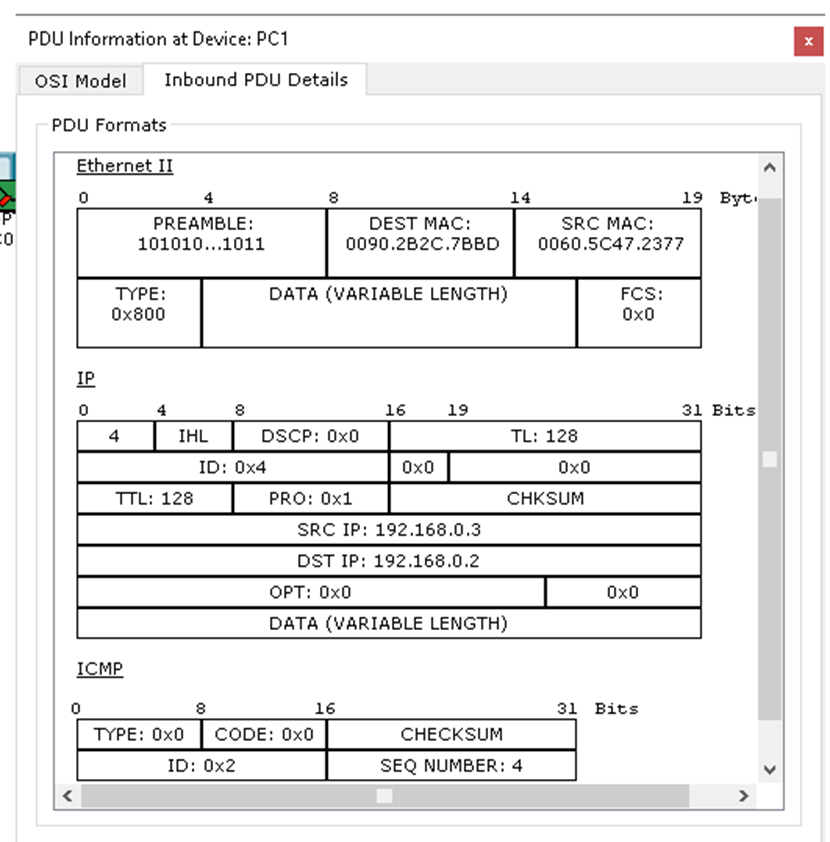 PDU Information at Device: PC1
x
OSI Model Inbound PDU Details
PDU Formats
Ethernet II
0 4 8 14 19 Byt
PREAMBLE: DEST MAC: SRC MAC:
101010...1011 0090.2B2C.7BBD 0060.5C47.2377
TYPE: DATA (VARIABLE LENGTH) FCS:
0x800 0x0
IP
0 4 8 16 19 31 Bits
4 IHL DSCP: 0x0 TL: 128
ID: 0x4 0x0 0x0
TTL: 128 PRO: 0x1 CHKSUM
SRC IP: 192.168.0.3
DST IP: 192.168.0.2
OPT: 0x0 0x0
DATA (VARIABLE LENGTH)
ICMP
0 8 16 31 Bits
TYPE: 0x0 CODE: 0x0 CHECKSUM
ID: 0x2 SEQ NUMBER: 4